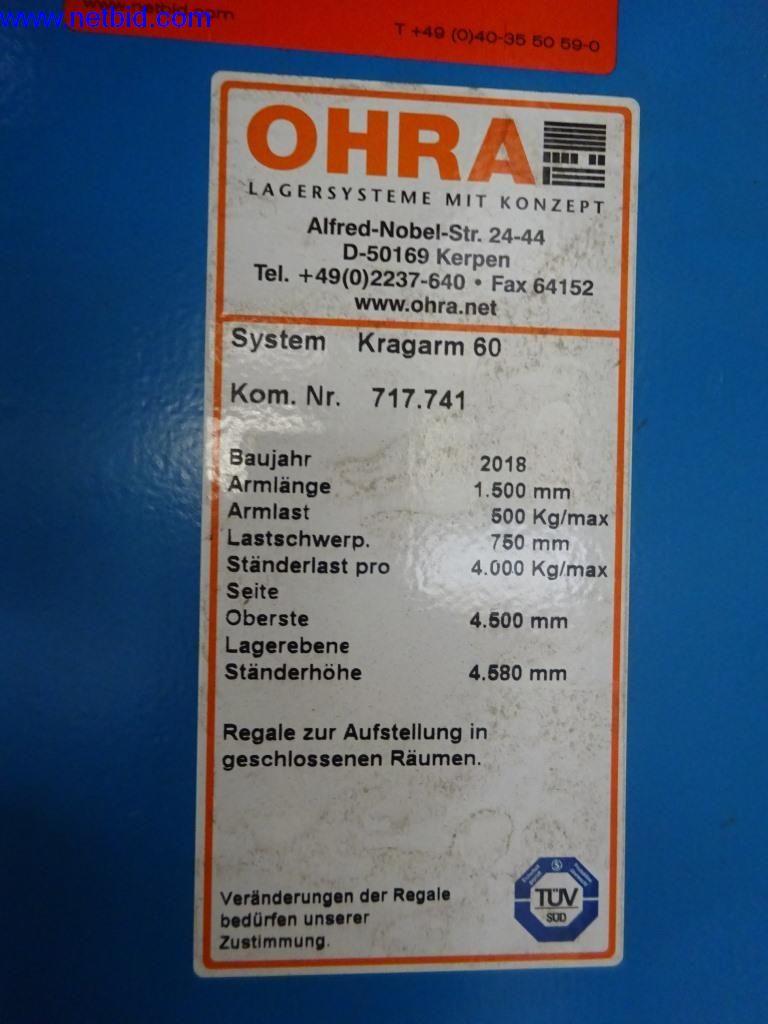 www.netbid.com
www.netbid.com
T +49 (0)40-35 50 59-0
OHRA
LAGERSYSTEME MIT KONZEPT
Alfred-Nobel-Str. 24-44
D-50169 Kerpen
Tel. +49(0)2237-640 • Fax 64152
www.ohra.net
System Kragarm 60
Kom. Nr. 717.741
Baujahr 2018
Armlänge 1.500 mm
Armlast 500 Kg/max
Lastschwerp. 750 mm
Ständerlast pro 4.000 Kg/max
Seite
Oberste 4.500 mm
Lagerebene
Ständerhöhe 4.580 mm
Regale zur Aufstellung in
geschlossenen Räumen.
Veränderungen der Regale
bedürfen unserer
Zustimmung.
TÜV
SÜD